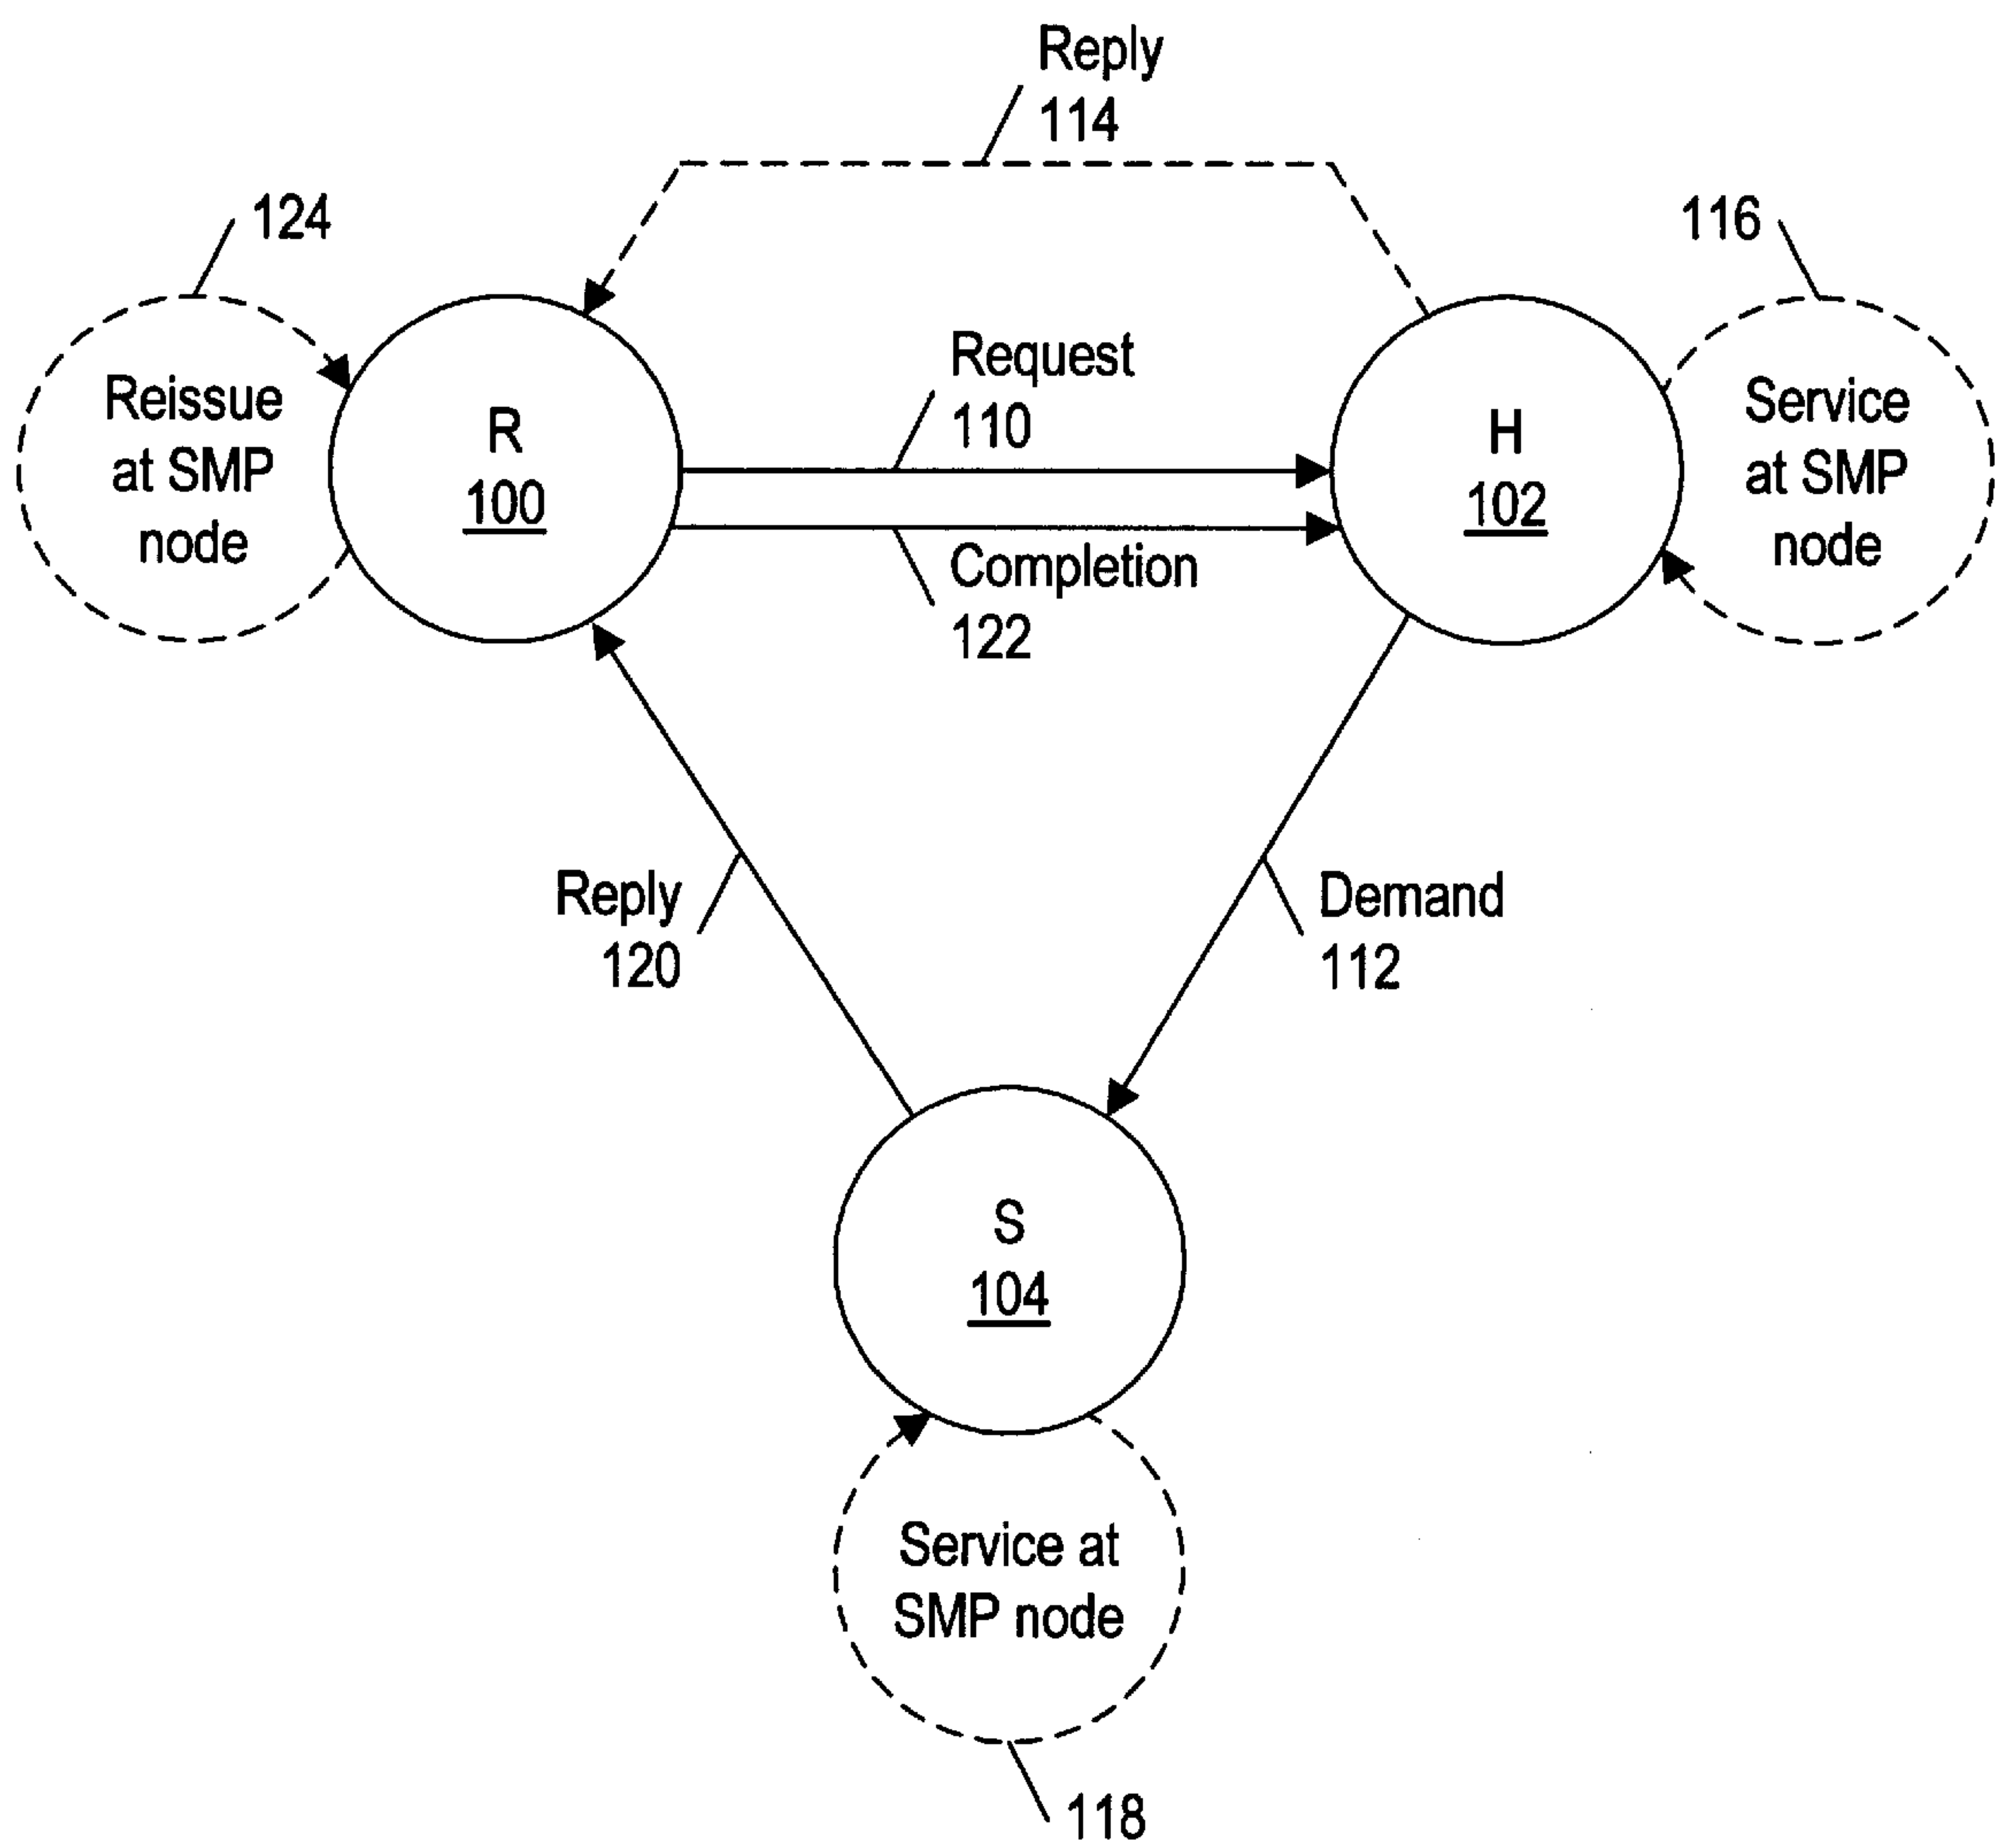 Reply
114
124
116
Request
110
Reissue
at SMP
node
R
100
H
102
Service
at SMP
node
Completion
122
Reply
120
Demand
112
S
104
Service at
SMP node
118